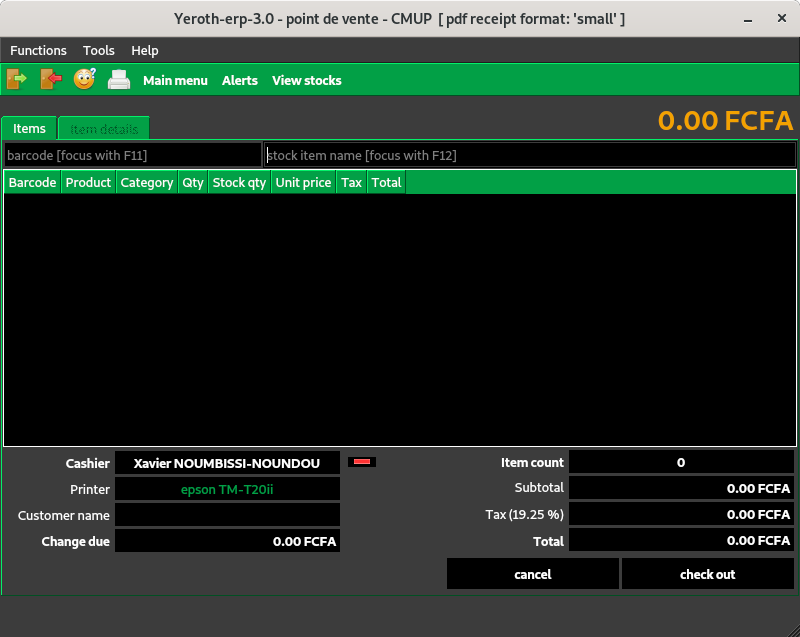 Yeroth-erp-3.0 - point de vente - CMUP [ pdf receipt format: 'small' ]
Functions Tools Help
Main menu Alerts View stocks
0.00 FCFA
Items Item details
barcode [focus with F11] stock item name [focus with F12]
Barcode Product Category Qty Stock qty Unit price Tax Total
Cashier Xavier NOUMBISSI-NOUNDOU Item count 0
Printer epson TM-T20ii Subtotal 0.00 FCFA
Customer name Tax (19.25 %) 0.00 FCFA
Change due 0.00 FCFA Total 0.00 FCFA
cancel check out